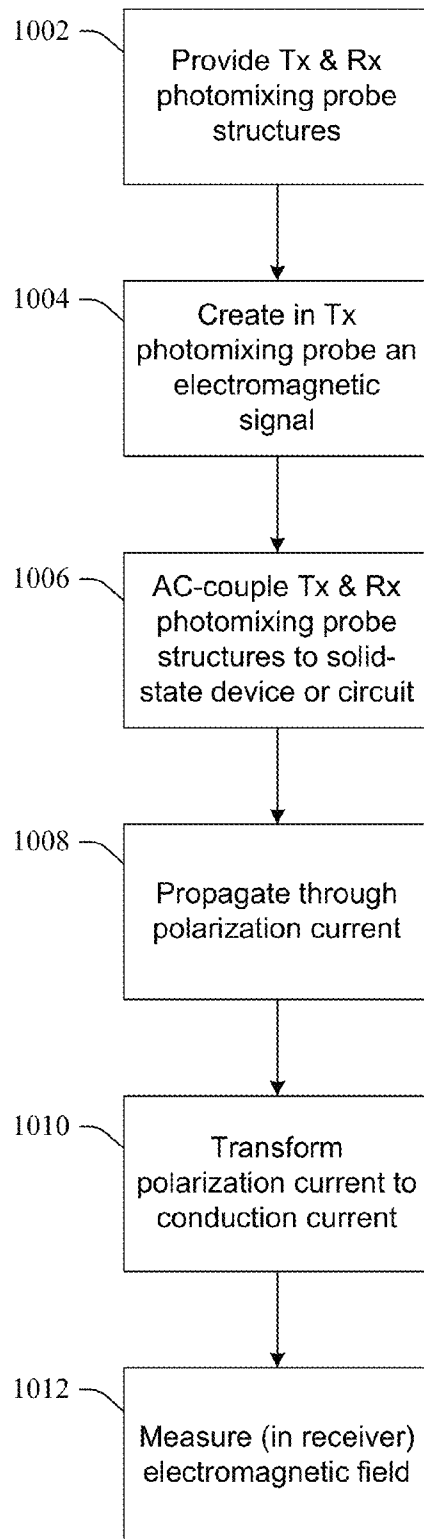 1002
Provide Tx & Rx
photomixing probe
structures
1004
Create in Tx
photomixing probe an
electromagnetic
signal
1006
AC-couple Tx & Rx
photomixing probe
structures to solid-
state device or circuit
1008
Propagate through
polarization current
1010
Transform
polarization current to
conduction current
1012
Measure (in receiver)
electromagnetic field